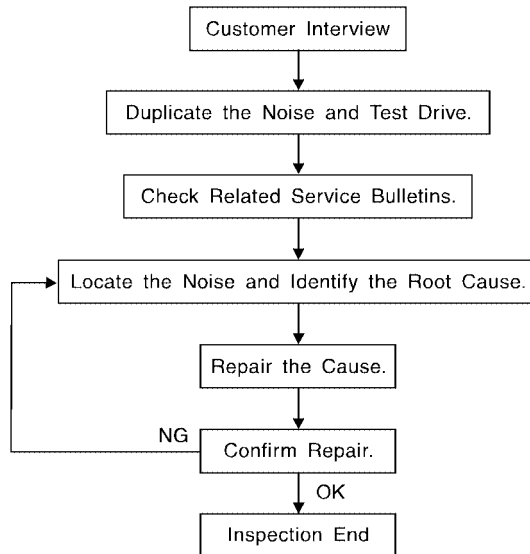 Customer Interview
Duplicate the Noise and Test Drive.
Check Related Service Bulletins.
Locate the Noise and Identify the Root Cause.
Repair the Cause.
NG
Confirm Repair.
OK
Inspection End